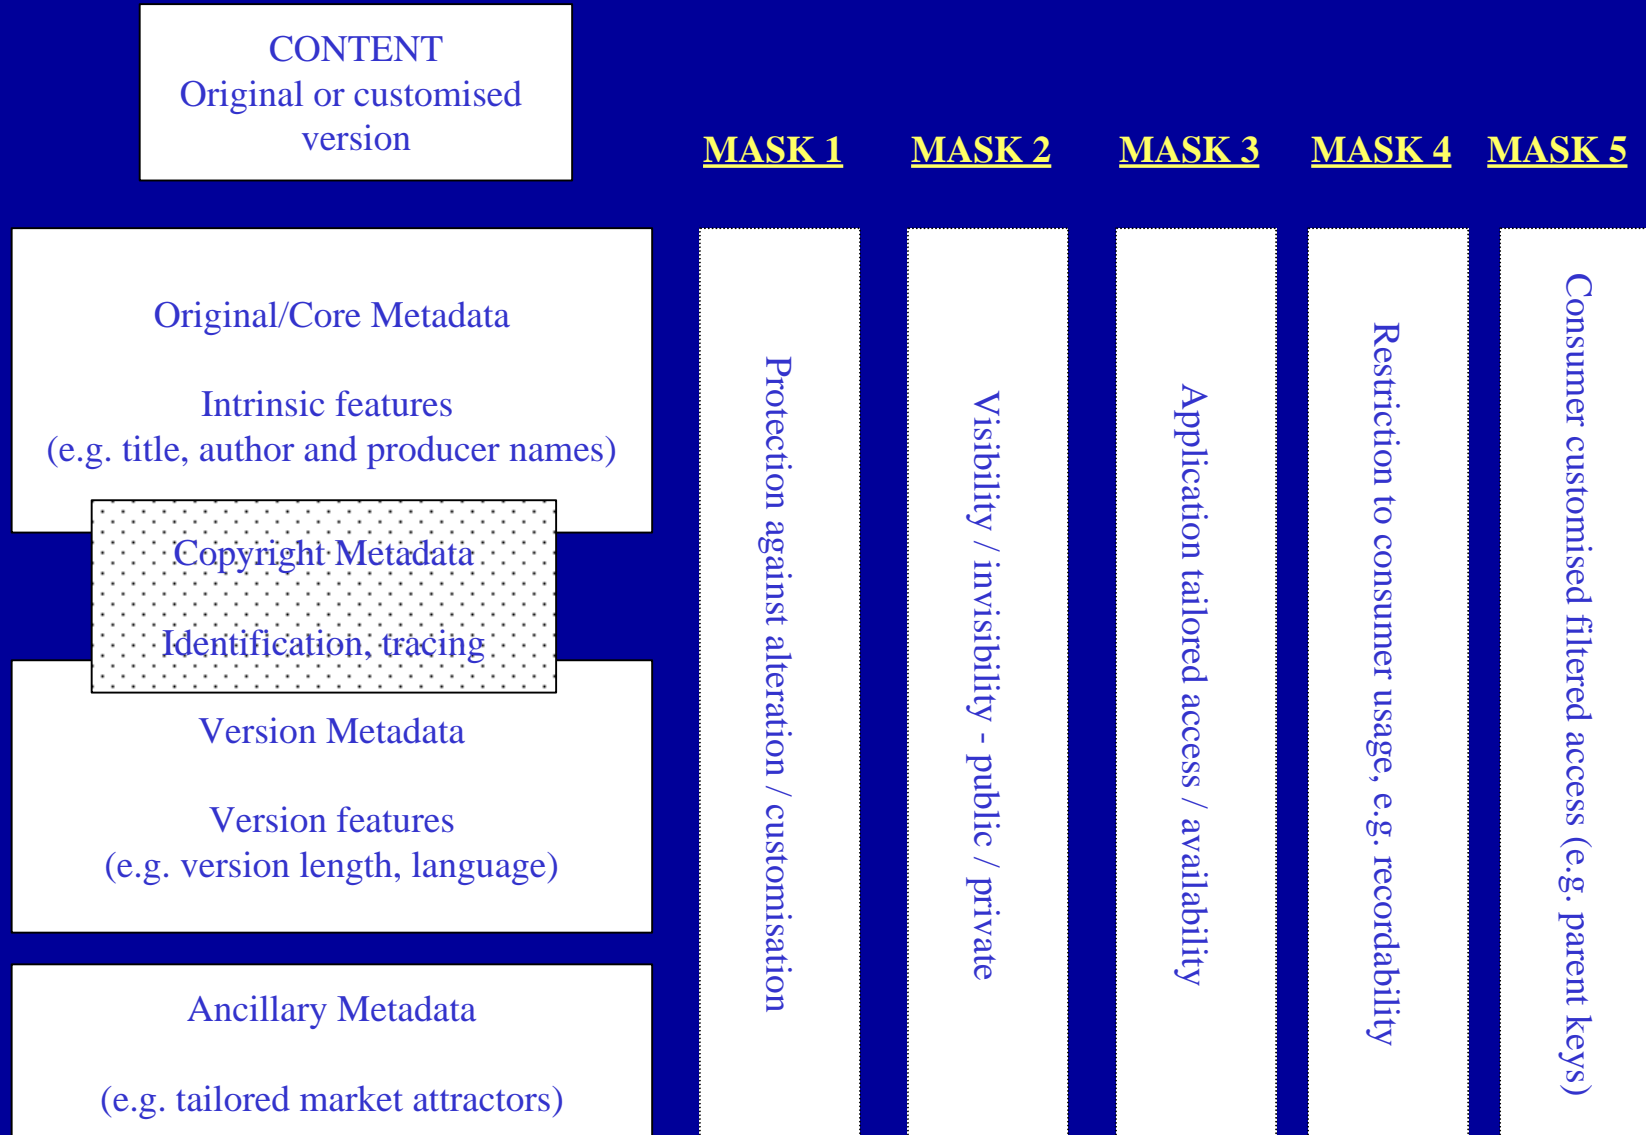 CONTENT
Original or customised
version
MASK 1
MASK 2
MASK 3
MASK 4
MASK 5
Original/Core Metadata
Intrinsic features
(e.g. title, author and producer names)
Copyright Metadata
Identification, tracing
Version Metadata
Version features
(e.g. version length, language)
Ancillary Metadata
(e.g. tailored market attractors)
Protection against alteration / customisation
Visibility / invisibility - public / private
Application tailored access / availability
Restriction to consumer usage, e.g. recordability
Consumer customised filtered access (e.g. parent keys)